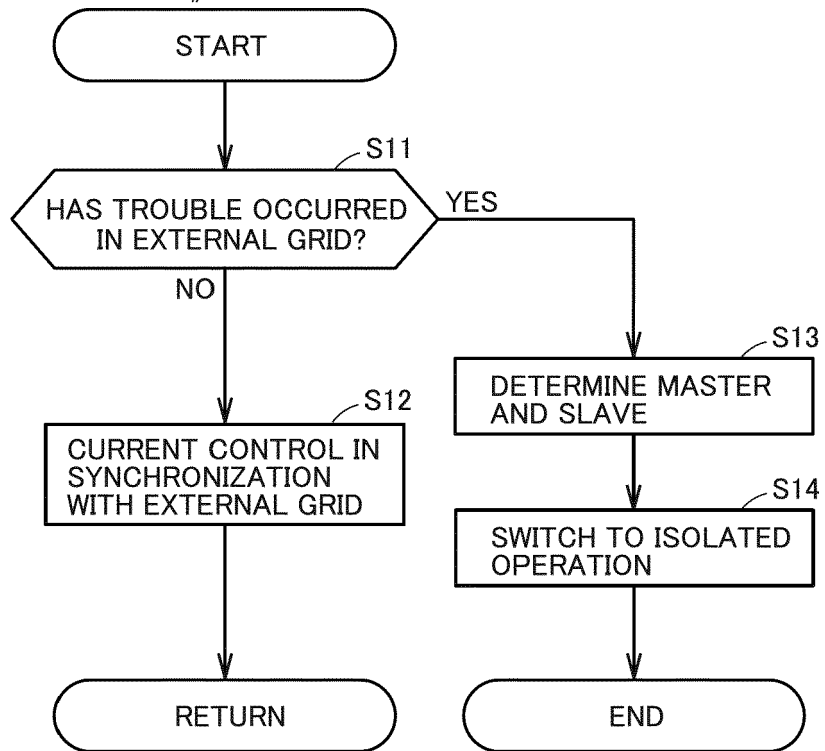 START
S11
HAS TROUBLE OCCURRED
IN EXTERNAL GRID?
YES
NO
S13
DETERMINE MASTER
AND SLAVE
S12
CURRENT CONTROL IN
SYNCHRONIZATION
WITH EXTERNAL GRID
S14
SWITCH TO ISOLATED
OPERATION
RETURN
END